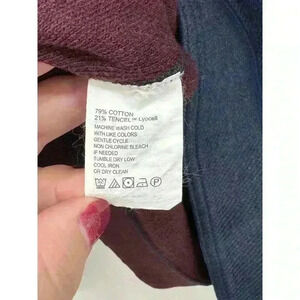 79% COTTON
21% TENCEL™ Lyocell
MACHINE WASH COLD
WITH LIKE COLORS
GENTLE CYCLE
NON CHLORINE BLEACH
IF NEEDED
TUMBLE DRY LOW
COOL IRON
OR DRY CLEAN